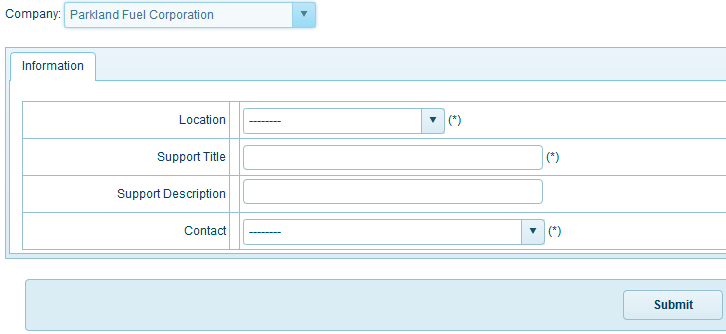 Company: Parkland Fuel Corporation
Information
Location -------- (*)
Support Title (*)
Support Description
Contact -------- (*)
Submit